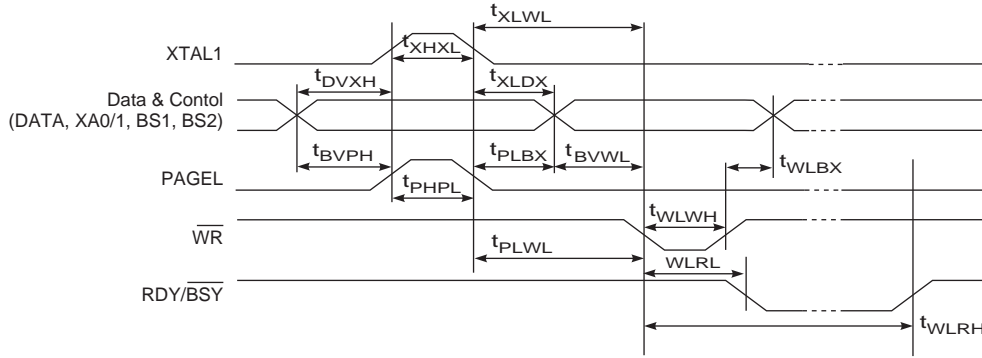 tXLWL
XTAL1
tXHXL
tDVXH
tXLDX
Data & Contol
(DATA, XA0/1, BS1, BS2)
tBVPH
tPLBX
tBVWL
tWLBX
PAGEL
tPHPL
tWLWH
WR
tPLWL
WLRL
RDY/BSY
tWLRH